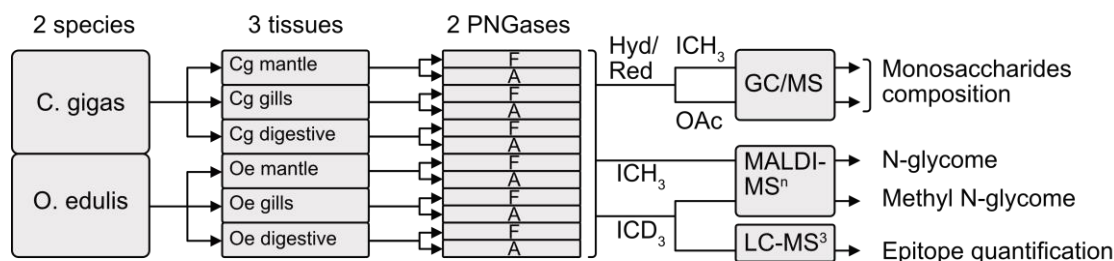 2 species
3 tissues
2 PNGases
C. gigas
O. edulis
Cg mantle
Cg gills
Cg digestive
Oe mantle
Oe gills
Oe digestive
F
A
F
A
F
A
F
A
F
A
F
A
Hyd/
Red
ICH₃
OAc
GC/MS
Monosaccharides
composition
ICH₃
ICD₃
MALDI-
MSⁿ
LC-MS³
N-glycome
Methyl N-glycome
Epitope quantification